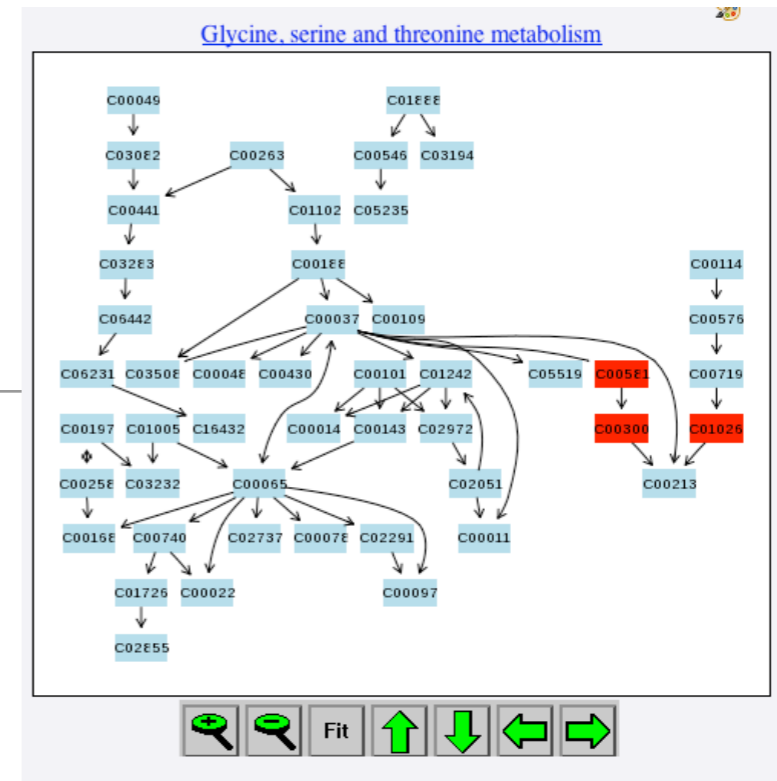 Glycine, serine and threonine metabolism
C00049 C01888
C03082 C00263 C00546 C03194
C00441 C01102 C05235
C03283 C00188 C00114
C06442 C00037 C00109 C00576
C06231 C03508 C00048 C00430 C00101 C01242 C05519 C00581 C00719
C00197 C01005 C16432 C00014 C00143 C02972 C00300 C01026
C00258 C03232 C00065 C02051 C00213
C00168 C00740 C02737 C00078 C02291 C00011
C01726 C00022 C00097
C02855
Fit